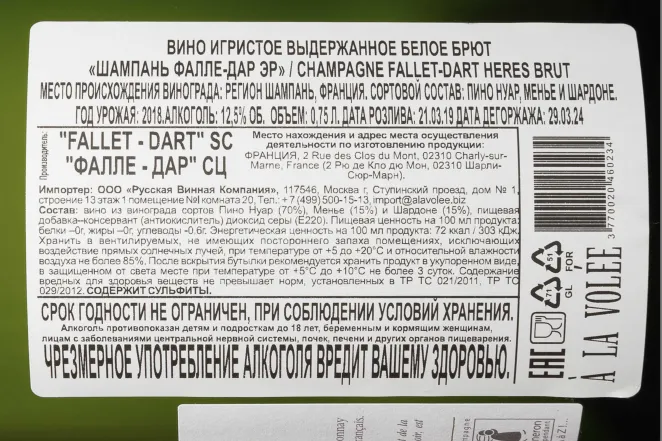 ВИНО ИГРИСТОЕ ВЫДЕРЖАННОЕ БЕЛОЕ БРЮТ
«ШАМПАНЬ ФАЛЛЕ-ДАР ЭР» / CHAMPAGNE FALLET-DART HERES BRUT
МЕСТО ПРОИСХОЖДЕНИЯ ВИНОГРАДА: РЕГИОН ШАМПАНЬ, ФРАНЦИЯ. СОРТОВОЙ СОСТАВ: ПИНО НУАР, МЕНЬЕ И ШАРДОНЕ.
ГОД УРОЖАЯ: 2018.АЛКОГОЛЬ: 12,5% ОБ. ОБЪЕМ: 0,75 Л. ДАТА РОЗЛИВА: 21.03.19 ДАТА ДЕГОРЖАЖА: 29.03.24
Производитель:
"FALLET - DART" SC
"ФАЛЛЕ - ДАР" СЦ
Место нахождения и адрес места осуществления
деятельности по изготовлению продукции:
ФРАНЦИЯ, 2 Rue des Clos du Mont, 02310 Charly-sur-
Marne, France (2 Рю де Кло дю Мон, 02310 Шарли-
Сюр-Марн).
Импортер: ООО «Русская Винная Компания», 117546, Москва г, Ступинский проезд, дом № 1,
строение 13 этаж 1 помещение №I комната 20, Тел.: +7 (499) 500-15-13, import@alavolee.biz
Состав: вино из винограда сортов Пино Нуар (70%), Менье (15%) и Шардоне (15%), пищевая
добавка-консервант (антиокислитель) диоксид серы (Е220). Пищевая ценность на 100 мл продукта:
белки –0г, жиры –0г, углеводы -0.6г. Энергетическая ценность на 100 мл продукта: 72 ккал / 303 кДж.
Хранить в вентилируемых, не имеющих постороннего запаха помещениях, исключающих
воздействие прямых солнечных лучей, при температуре от +5 до +20°С и относительной влажности
воздуха не более 85%. После вскрытия бутылки рекомендуется хранить продукт в укупоренном виде,
в защищенном от света месте при температуре от +5°С до +10°С не более 3 суток. Содержание
вредных для здоровья веществ не превышает норм, установленных в ТР ТС 021/2011, ТР ТС
029/2012. СОДЕРЖИТ СУЛЬФИТЫ.
СРОК ГОДНОСТИ НЕ ОГРАНИЧЕН, ПРИ СОБЛЮДЕНИИ УСЛОВИЙ ХРАНЕНИЯ.
Алкоголь противопоказан детям и подросткам до 18 лет, беременным и кормящим женщинам,
лицам с заболеваниями центральной нервной системы, почек, печени и других органов пищеварения.
ЧРЕЗМЕРНОЕ УПОТРЕБЛЕНИЕ АЛКОГОЛЯ ВРЕДИТ ВАШЕМУ ЗДОРОВЬЮ.
3 770020 460234
71
GL
51
FOR
EAC
À LA VOLÉE